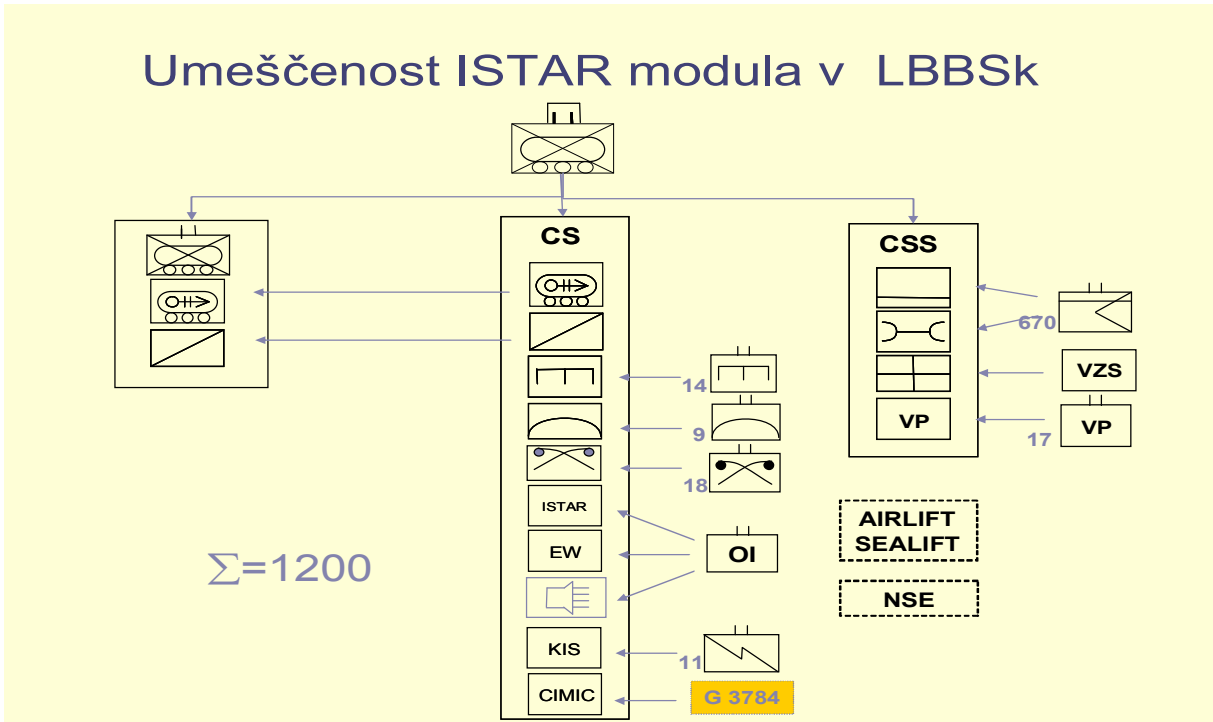 Umeščenost ISTAR modula v LBBSk
CS
CSS
670
14
VZS
9
VP
17
VP
18
ISTAR
AIRLIFT
SEALIFT
EW
OI
∑=1200
NSE
KIS
11
CIMIC
G 3784